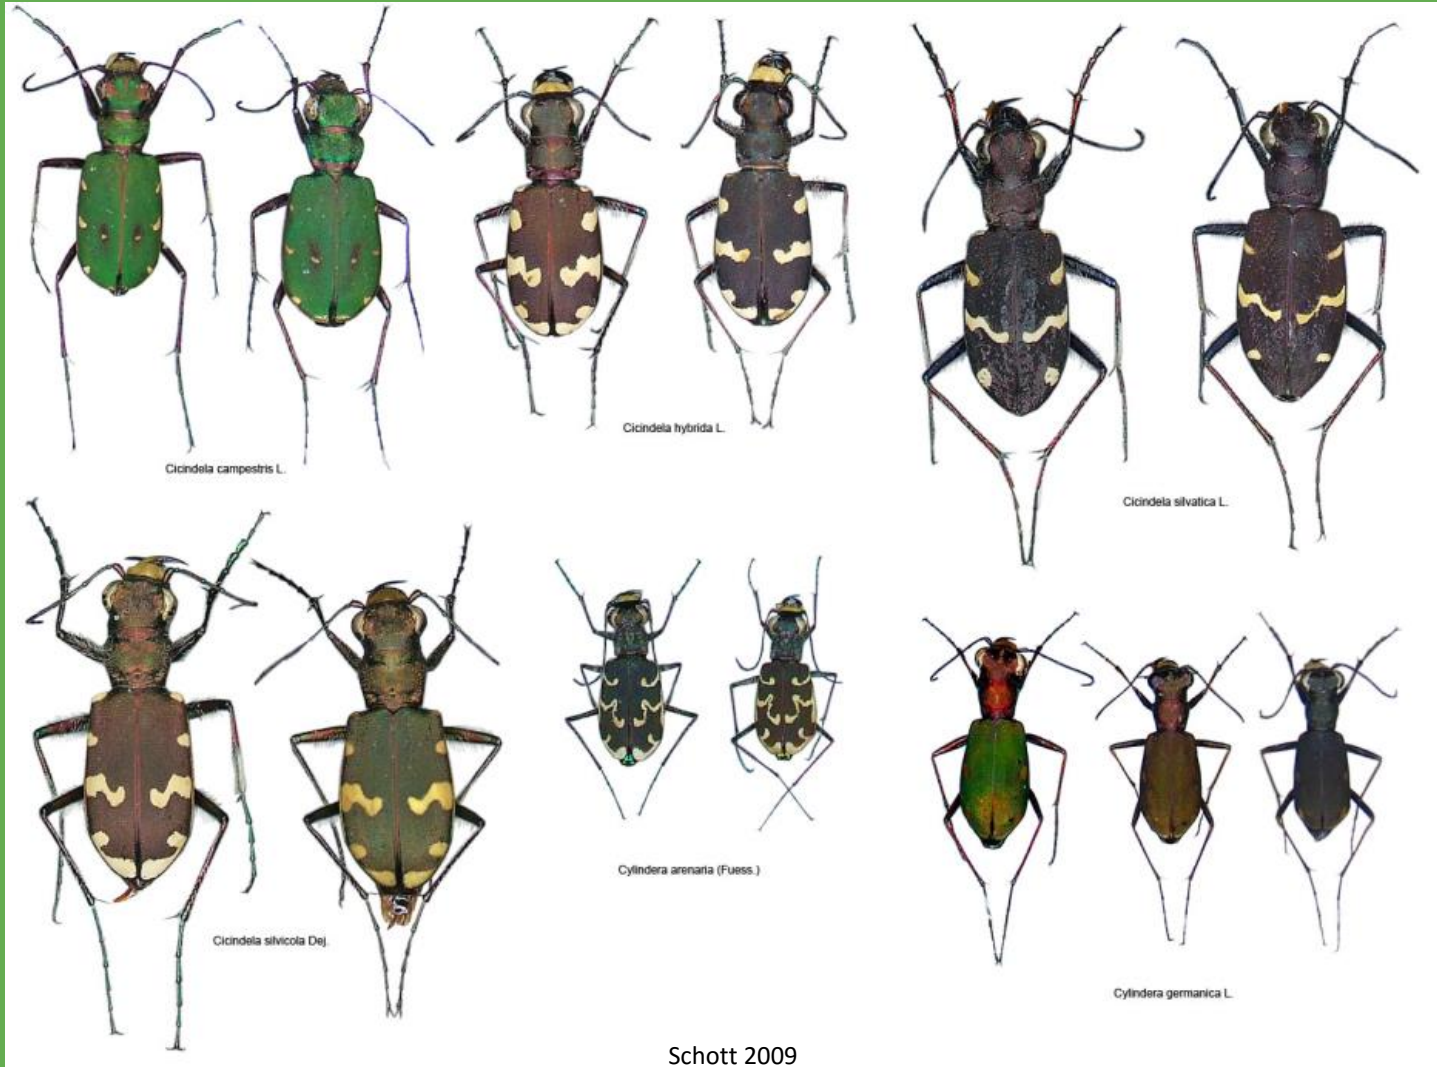 Cicindela campestris L.
Cicindela hybrida L.
Cicindela silvatica L.
Cicindela silvicola Dej.
Cylindera arenaria (Fuess.)
Cylindera germanica L.
Schott 2009